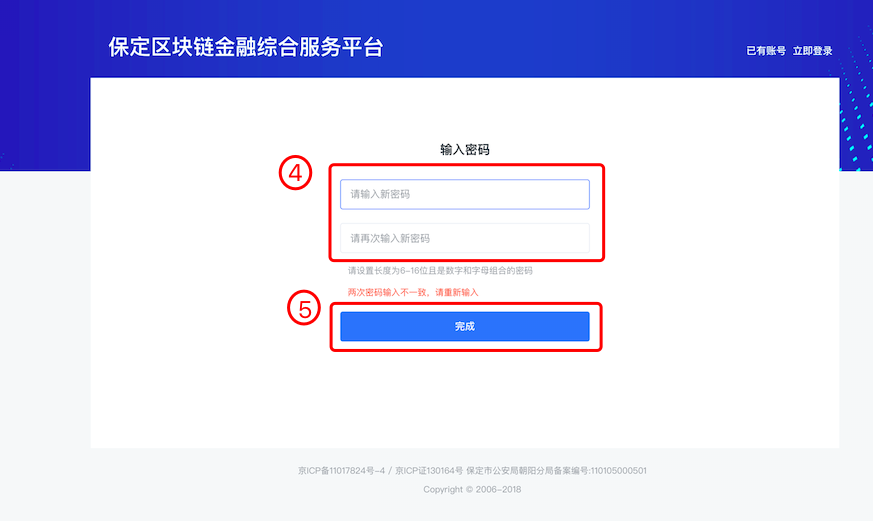 保定区块链金融综合服务平台
已有账号 立即登录
输入密码
④
请输入新密码
请再次输入新密码
请设置长度为6-16位且是数字和字母组合的密码
两次密码输入不一致，请重新输入
⑤
完成
京ICP备11017824号-4 / 京ICP证130164号 保定市公安局朝阳分局备案编号:110105000501
Copyright © 2006-2018